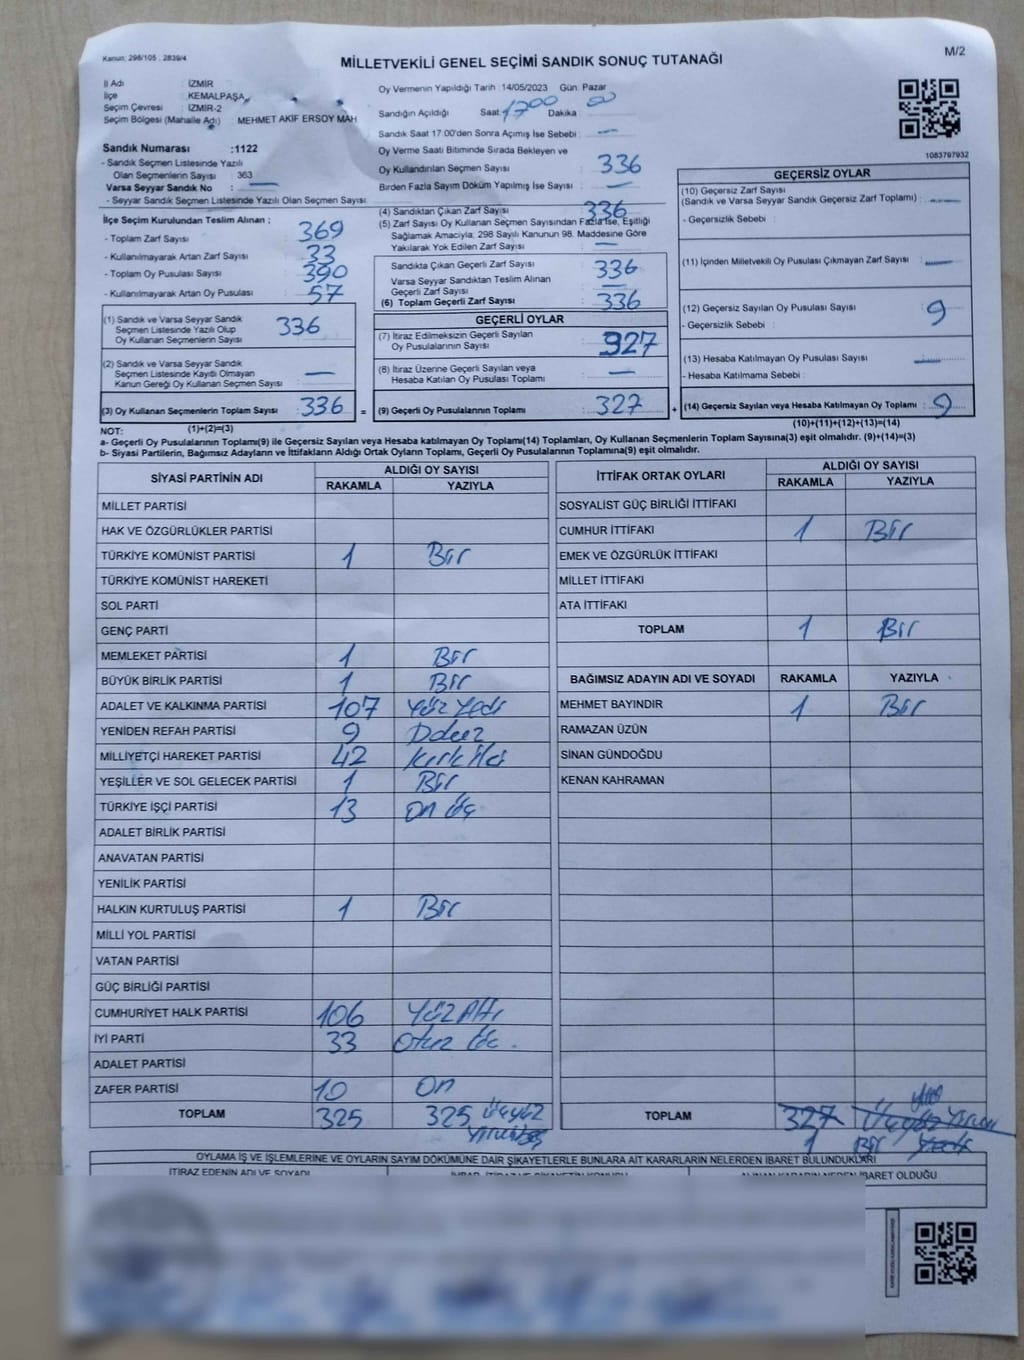 Kanun: 298/105 , 2839/4
MİLLETVEKİLİ GENEL SEÇİMİ SANDIK SONUÇ TUTANAĞI
M/2
İl Adı : İZMİR
İlçe : KEMALPAŞA
Seçim Çevresi : İZMİR-2
Seçim Bölgesi (Mahalle Adı) : MEHMET AKİF ERSOY MAH
Oy Vermenin Yapıldığı Tarih : 14/05/2023 Gün: Pazar
Sandığın Açıldığı Saat 1700 Dakika 00
Sandık Saat 17.00'den Sonra Açımış İse Sebebi : —
Sandık Numarası :1122
- Sandık Seçmen Listesinde Yazılı
Olan Seçmenlerin Sayısı : 363
Varsa Seyyar Sandık No : —
- Seyyar Sandık Seçmen Listesinde Yazılı Olan Seçmen Sayısı
Oy Verme Saati Bitiminde Sırada Bekleyen ve
Oy Kullandırılan Seçmen Sayısı : 336
Birden Fazla Sayım Döküm Yapılmış İse Sayısı : —
1083797932
İlçe Seçim Kurulundan Teslim Alınan ;
- Toplam Zarf Sayısı : 369
- Kullanılmayarak Artan Zarf Sayısı : 33
- Toplam Oy Pusulası Sayısı : 390
- Kullanılmayarak Artan Oy Pusulası : 57
(1) Sandık ve Varsa Seyyar Sandık
Seçmen Listesinde Yazılı Olup
Oy Kullanan Seçmenlerin Sayısı : 336
(2) Sandık ve Varsa Seyyar Sandık
Seçmen Listesinde Kayıtlı Olmayan
Kanun Gereği Oy Kullanan Seçmen Sayısı : —
(3) Oy Kullanan Seçmenlerin Toplam Sayısı : 336 =
(1)+(2)=(3)
(4) Sandıktan Çıkan Zarf Sayısı : 336
(5) Zarf Sayısı Oy Kullanan Seçmen Sayısından Fazla İse, Eşitliği
Sağlamak Amacıyla, 298 Sayılı Kanunun 98. Maddesine Göre
Yakılarak Yok Edilen Zarf Sayısı : —
Sandıkta Çıkan Geçerli Zarf Sayısı : 336
Varsa Seyyar Sandıktan Teslim Alınan
Geçerli Zarf Sayısı : —
(6) Toplam Geçerli Zarf Sayısı : 336
GEÇERLİ OYLAR
(7) İtiraz Edilmeksizin Geçerli Sayılan
Oy Pusulalarının Sayısı : 327
(8) İtiraz Üzerine Geçerli Sayılan veya
Hesaba Katılan Oy Pusulası Toplamı : —
(9) Geçerli Oy Pusulalarının Toplamı : 327 +
GEÇERSİZ OYLAR
(10) Geçersiz Zarf Sayısı
(Sandık ve Varsa Seyyar Sandık Geçersiz Zarf Toplamı) : —
- Geçersizlik Sebebi :
(11) İçinden Milletvekili Oy Pusulası Çıkmayan Zarf Sayısı : —
(12) Geçersiz Sayılan Oy Pusulası Sayısı : 9
- Geçersizlik Sebebi :
(13) Hesaba Katılmayan Oy Pusulası Sayısı : —
- Hesaba Katılmama Sebebi :
(14) Geçersiz Sayılan veya Hesaba Katılmayan Oy Toplamı : 9
(10)+(11)+(12)+(13)=(14)
NOT:
a- Geçerli Oy Pusulalarının Toplamı(9) ile Geçersiz Sayılan veya Hesaba katılmayan Oy Toplamı(14) Toplamları, Oy Kullanan Seçmenlerin Toplam Sayısına(3) eşit olmalıdır. (9)+(14)=(3)
b- Siyasi Partilerin, Bağımsız Adayların ve İttifakların Aldığı Ortak Oyların Toplamı, Geçerli Oy Pusulalarının Toplamına(9) eşit olmalıdır.
SİYASİ PARTİNİN ADI ALDIĞI OY SAYISI
RAKAMLA YAZIYLA
MİLLET PARTİSİ
HAK VE ÖZGÜRLÜKLER PARTİSİ
TÜRKİYE KOMÜNİST PARTİSİ 1 Bir
TÜRKİYE KOMÜNİST HAREKETİ
SOL PARTİ
GENÇ PARTİ
MEMLEKET PARTİSİ 1 Bir
BÜYÜK BİRLİK PARTİSİ 1 Bir
ADALET VE KALKINMA PARTİSİ 107 Yüz Yedi
YENİDEN REFAH PARTİSİ 9 Dokuz
MİLLİYETÇİ HAREKET PARTİSİ 42 Kırk iki
YEŞİLLER VE SOL GELECEK PARTİSİ 1 Bir
TÜRKİYE İŞÇİ PARTİSİ 13 On üç
ADALET BİRLİK PARTİSİ
ANAVATAN PARTİSİ
YENİLİK PARTİSİ
HALKIN KURTULUŞ PARTİSİ 1 Bir
MİLLİ YOL PARTİSİ
VATAN PARTİSİ
GÜÇ BİRLİĞİ PARTİSİ
CUMHURİYET HALK PARTİSİ 106 Yüz Altı
İYİ PARTİ 33 Otuz üç.
ADALET PARTİSİ
ZAFER PARTİSİ 10 On
TOPLAM 325 325 Üçyüz
Yirmibeş
İTTİFAK ORTAK OYLARI ALDIĞI OY SAYISI
RAKAMLA YAZIYLA
SOSYALİST GÜÇ BİRLİĞİ İTTİFAKI
CUMHUR İTTİFAKI 1 Bir
EMEK VE ÖZGÜRLÜK İTTİFAKI
MİLLET İTTİFAKI
ATA İTTİFAKI
TOPLAM 1 Bir
BAĞIMSIZ ADAYIN ADI VE SOYADI RAKAMLA YAZIYLA
MEHMET BAYINDIR 1 Bir
RAMAZAN ÜZÜN
SİNAN GÜNDOĞDU
KENAN KAHRAMAN
TOPLAM 327 Üçyüz Yirmi
1 Bir Yedi
OYLAMA İŞ VE İŞLEMLERİNE VE OYLARIN SAYIM DÖKÜMÜNE DAİR ŞİKAYETLERLE BUNLARA AİT KARARLARIN NELERDEN İBARET BULUNDUKLARI
İTİRAZ EDENİN ADI VE SOYADI